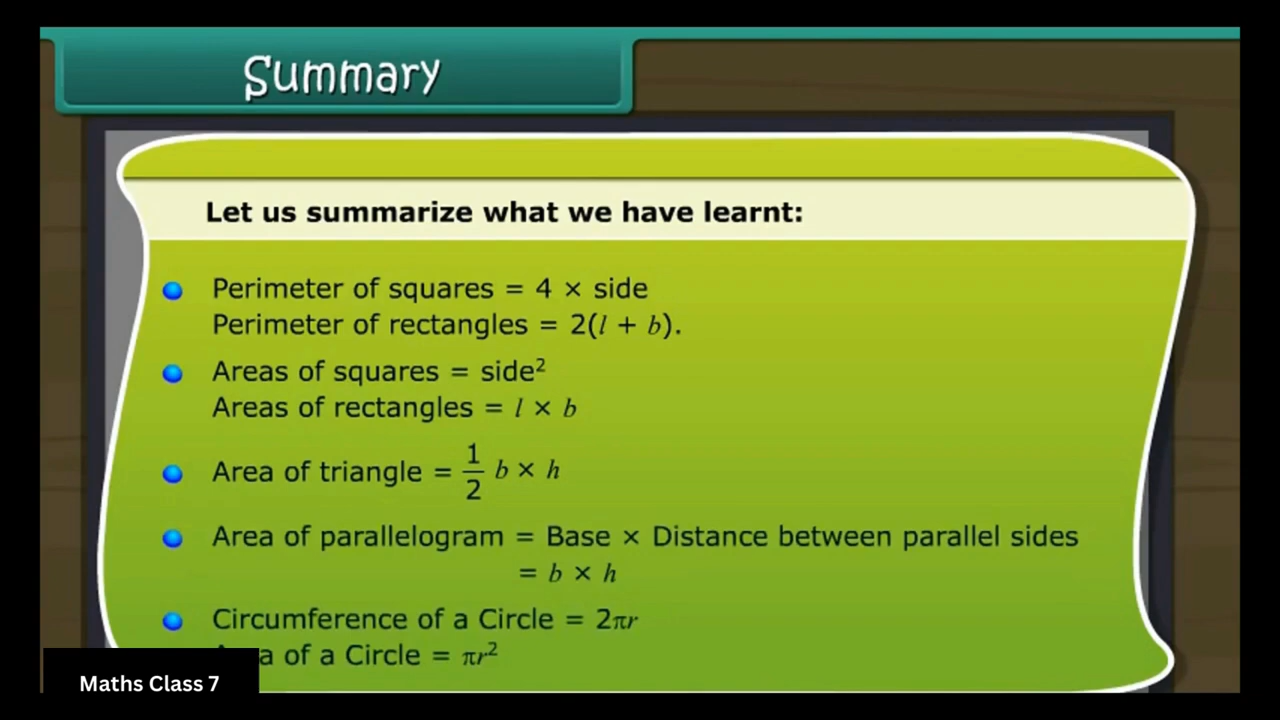 Summary
Let us summarize what we have learnt:
Perimeter of squares = 4 × side
Perimeter of rectangles = 2(l + b).
Areas of squares = side²
Areas of rectangles = l × b
Area of triangle = 1/2 b × h
Area of parallelogram = Base × Distance between parallel sides
= b × h
Circumference of a Circle = 2πr
of a Circle = πr²
Maths Class 7